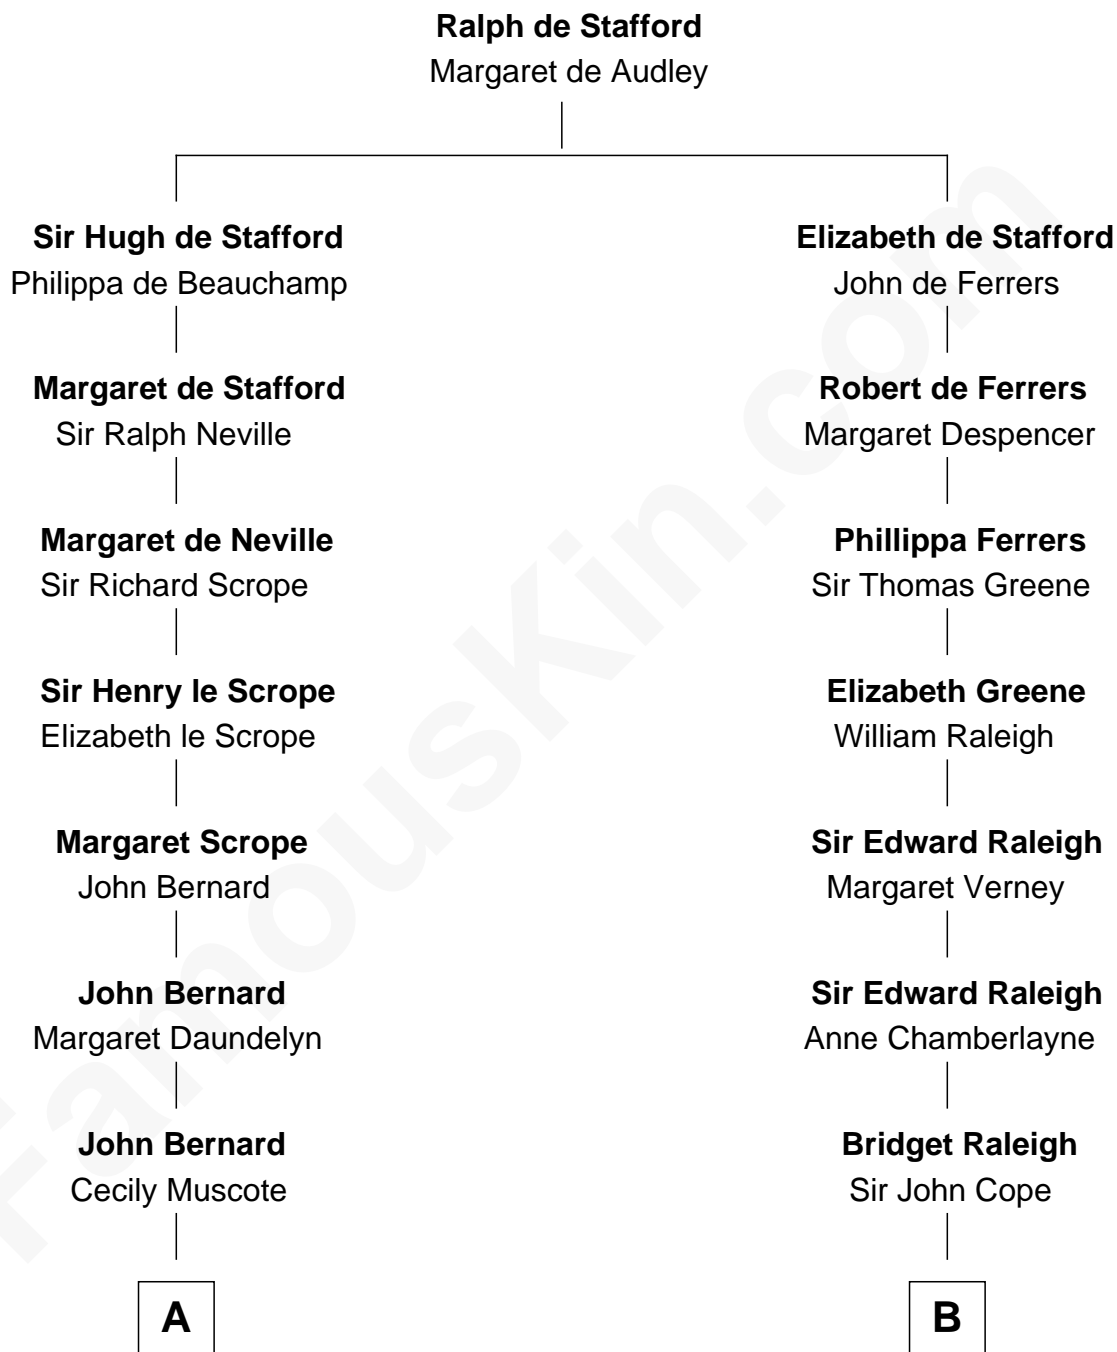 Ralph de Stafford
Margaret de Audley
Sir Hugh de Stafford
Philippa de Beauchamp
Margaret de Stafford
Sir Ralph Neville
Margaret de Neville
Sir Richard Scrope
Sir Henry le Scrope
Elizabeth le Scrope
Margaret Scrope
John Bernard
John Bernard
Margaret Daundelyn
John Bernard
Cecily Muscote
A
Elizabeth de Stafford
John de Ferrers
Robert de Ferrers
Margaret Despencer
Phillippa Ferrers
Sir Thomas Greene
Elizabeth Greene
William Raleigh
Sir Edward Raleigh
Margaret Verney
Sir Edward Raleigh
Anne Chamberlayne
Bridget Raleigh
Sir John Cope
B
FamousKin.com